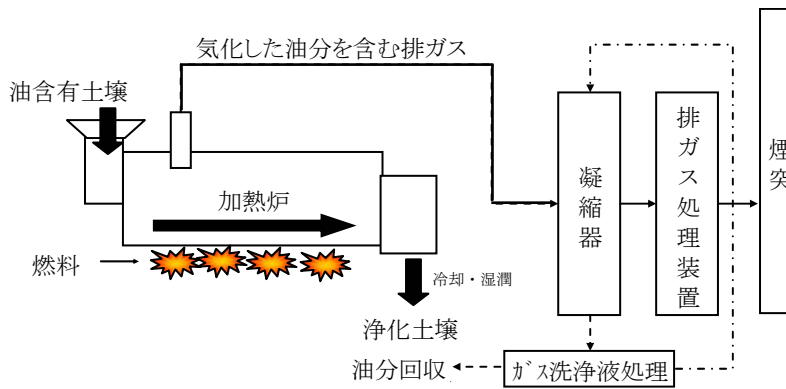 気化した油分を含む排ガス
油含有土壌
加熱炉
燃料
冷却・湿潤
浄化土壌
凝縮器
排ガス処理装置
煙突
油分回収
ガス洗浄液処理